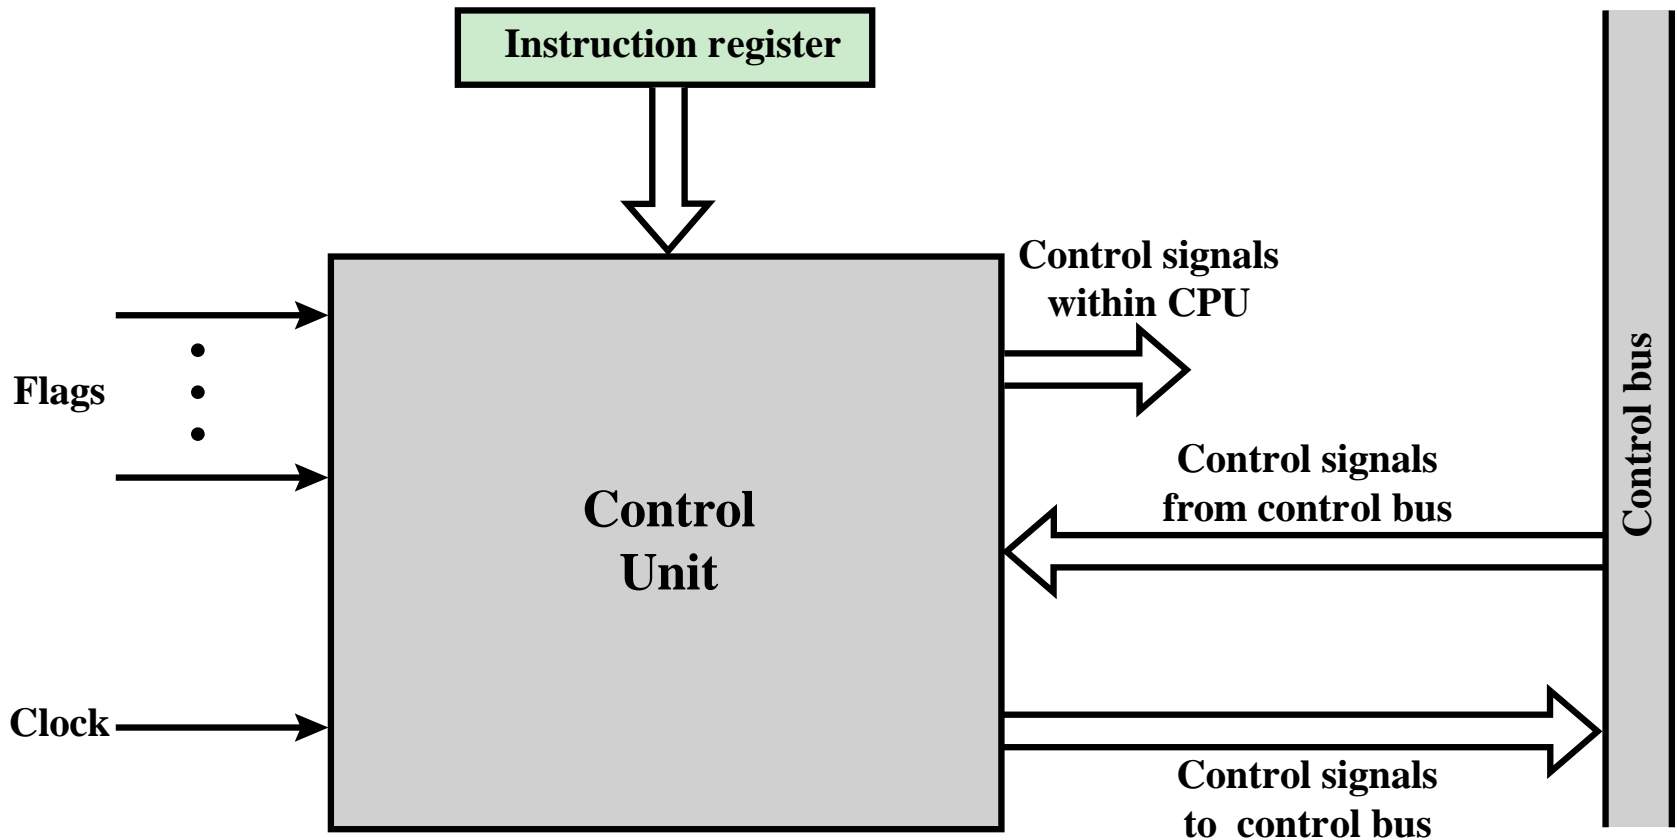 Instruction register
Control signals
within CPU
Flags
Control signals
from control bus
Control
Unit
Control bus
Clock
Control signals
to control bus